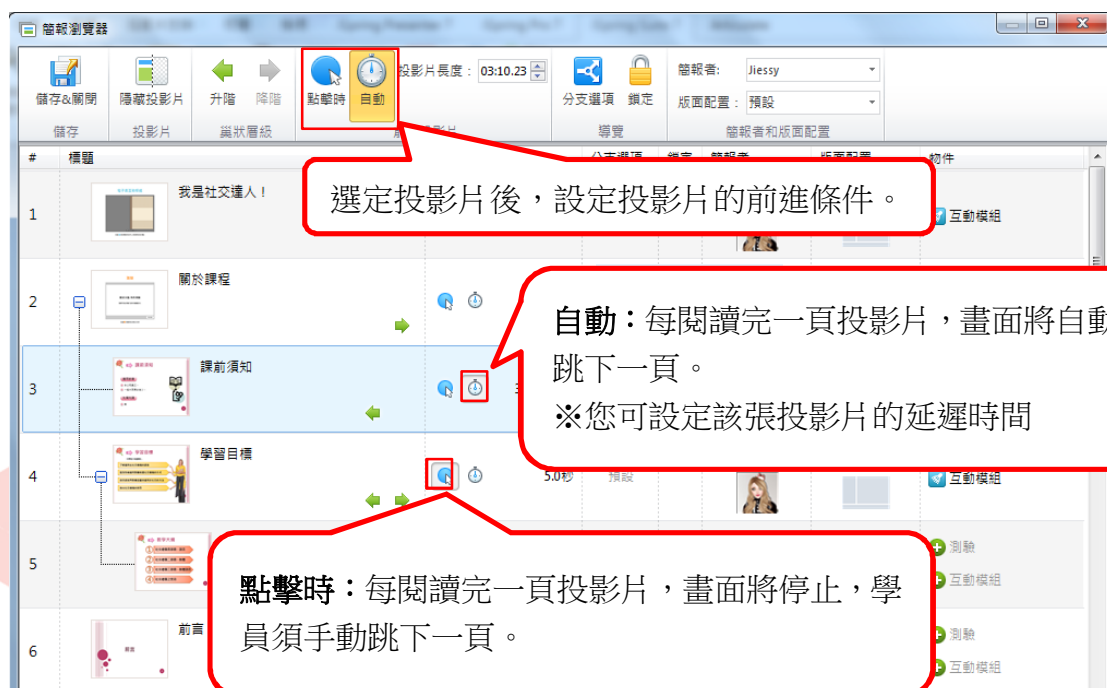 簡報瀏覽器
儲存&關閉
隱藏投影片
升階
降階
點擊時
自動
投影片長度： 03:10.23
分支選項
鎖定
簡報者: Jiessy
版面配置： 預設
儲存
投影片
巢狀層級
導覽
簡報者和版面配置
# 標題
物件
選定投影片後，設定投影片的前進條件。
1 我是社交達人！
互動模組
2 關於課程
自動：每閱讀完一頁投影片，畫面將自動
跳下一頁。
※您可設定該張投影片的延遲時間
3 課前須知
4 學習目標
5.0秒 預設
互動模組
點擊時：每閱讀完一頁投影片，畫面將停止，學
員須手動跳下一頁。
5
測驗
互動模組
6 前言
測驗
互動模組